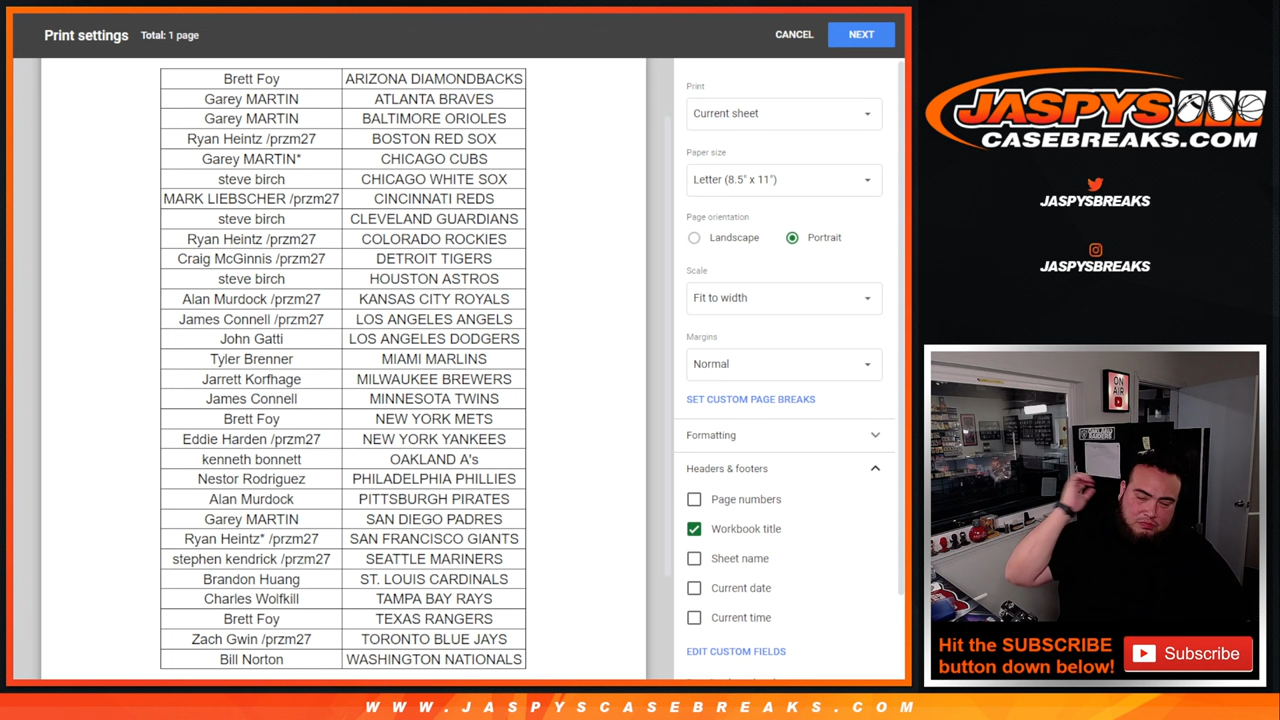 Print settings Total: 1 page CANCEL NEXT
Brett Foy ARIZONA DIAMONDBACKS
Garey MARTIN ATLANTA BRAVES
Garey MARTIN BALTIMORE ORIOLES
Ryan Heintz /przm27 BOSTON RED SOX
Garey MARTIN* CHICAGO CUBS
steve birch CHICAGO WHITE SOX
MARK LIEBSCHER /przm27 CINCINNATI REDS
steve birch CLEVELAND GUARDIANS
Ryan Heintz /przm27 COLORADO ROCKIES
Craig McGinnis /przm27 DETROIT TIGERS
steve birch HOUSTON ASTROS
Alan Murdock /przm27 KANSAS CITY ROYALS
James Connell /przm27 LOS ANGELES ANGELS
John Gatti LOS ANGELES DODGERS
Tyler Brenner MIAMI MARLINS
Jarrett Korfhage MILWAUKEE BREWERS
James Connell MINNESOTA TWINS
Brett Foy NEW YORK METS
Eddie Harden /przm27 NEW YORK YANKEES
kenneth bonnett OAKLAND A's
Nestor Rodriguez PHILADELPHIA PHILLIES
Alan Murdock PITTSBURGH PIRATES
Garey MARTIN SAN DIEGO PADRES
Ryan Heintz* /przm27 SAN FRANCISCO GIANTS
stephen kendrick /przm27 SEATTLE MARINERS
Brandon Huang ST. LOUIS CARDINALS
Charles Wolfkill TAMPA BAY RAYS
Brett Foy TEXAS RANGERS
Zach Gwin /przm27 TORONTO BLUE JAYS
Bill Norton WASHINGTON NATIONALS
Print
Current sheet
Paper size
Letter (8.5" x 11")
Page orientation
Landscape Portrait
Scale
Fit to width
Margins
Normal
SET CUSTOM PAGE BREAKS
Formatting
Headers & footers
Page numbers
Workbook title
Sheet name
Current date
Current time
EDIT CUSTOM FIELDS
JASPYS
CASEBREAKS.COM
JASPYSBREAKS
JASPYSBREAKS
ON
AIR
Hit the SUBSCRIBE
button down below!
Subscribe
WWW.JASPYSCASEBREAKS.COM